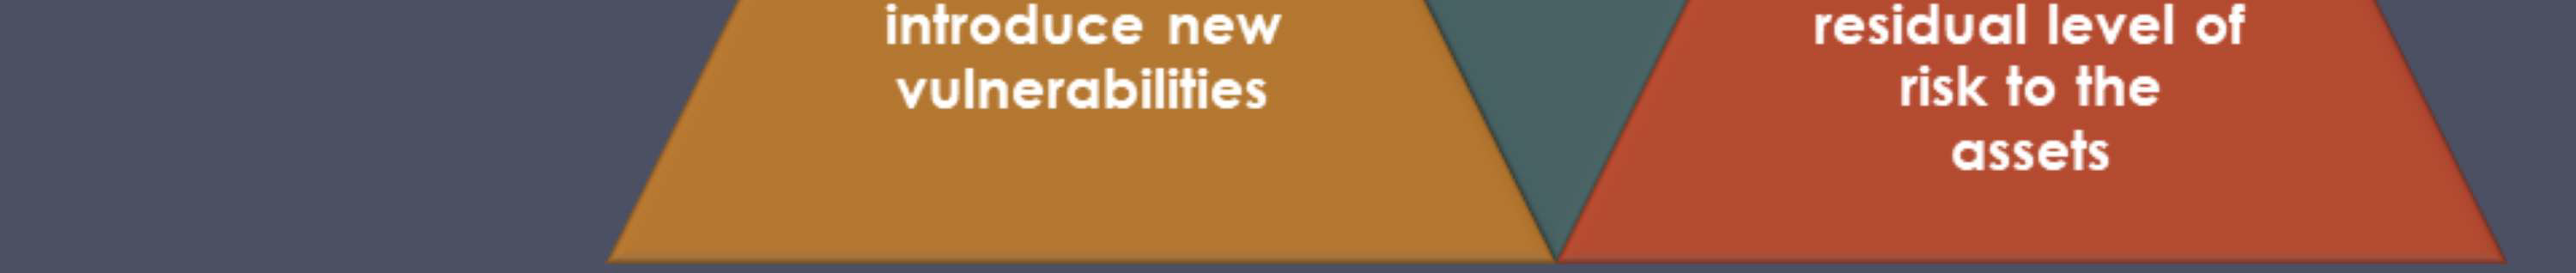 introduce new
vulnerabilities
residual level of
risk to the
assets